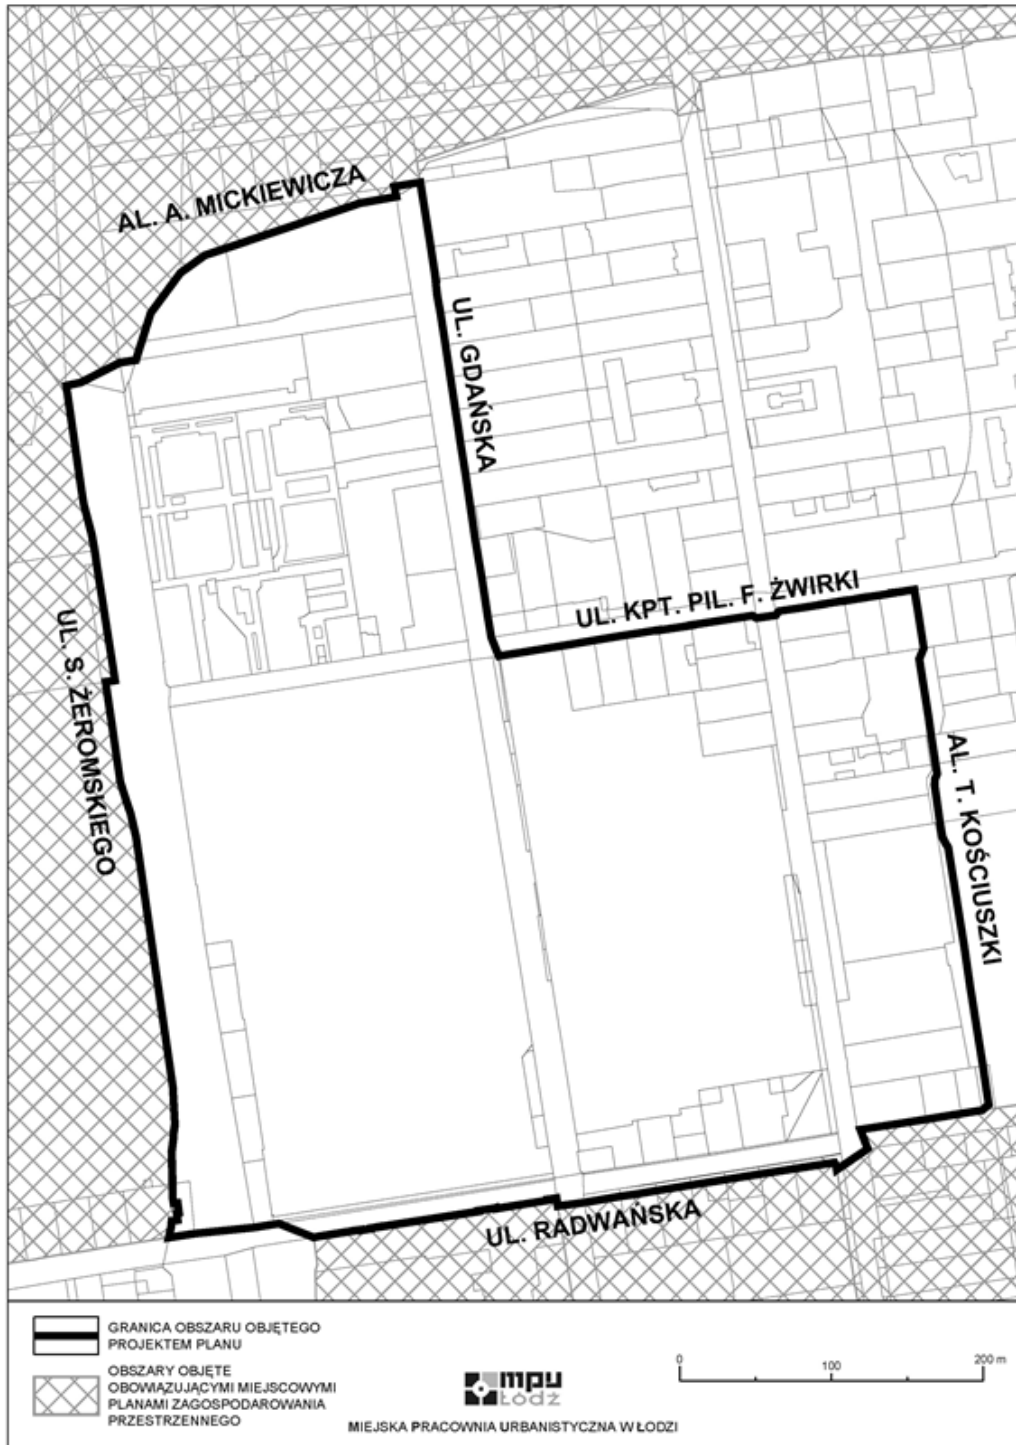 AL. A. MICKIEWICZA
UL. GDAŃSKA
UL. KPT. PIL. F. ŻWIRKI
UL. S. ŻEROMSKIEGO
AL. T. KOŚCIUSZKI
UL. RADWAŃSKA
GRANICA OBSZARU OBJĘTEGO
PROJEKTEM PLANU
OBSZARY OBJĘTE
OBOWIĄZUJĄCYMI MIEJSCOWYMI
PLANAMI ZAGOSPODAROWANIA
PRZESTRZENNEGO
mpu
ŁÓDŹ
MIEJSKA PRACOWNIA URBANISTYCZNA W ŁODZI
0 100 200 m